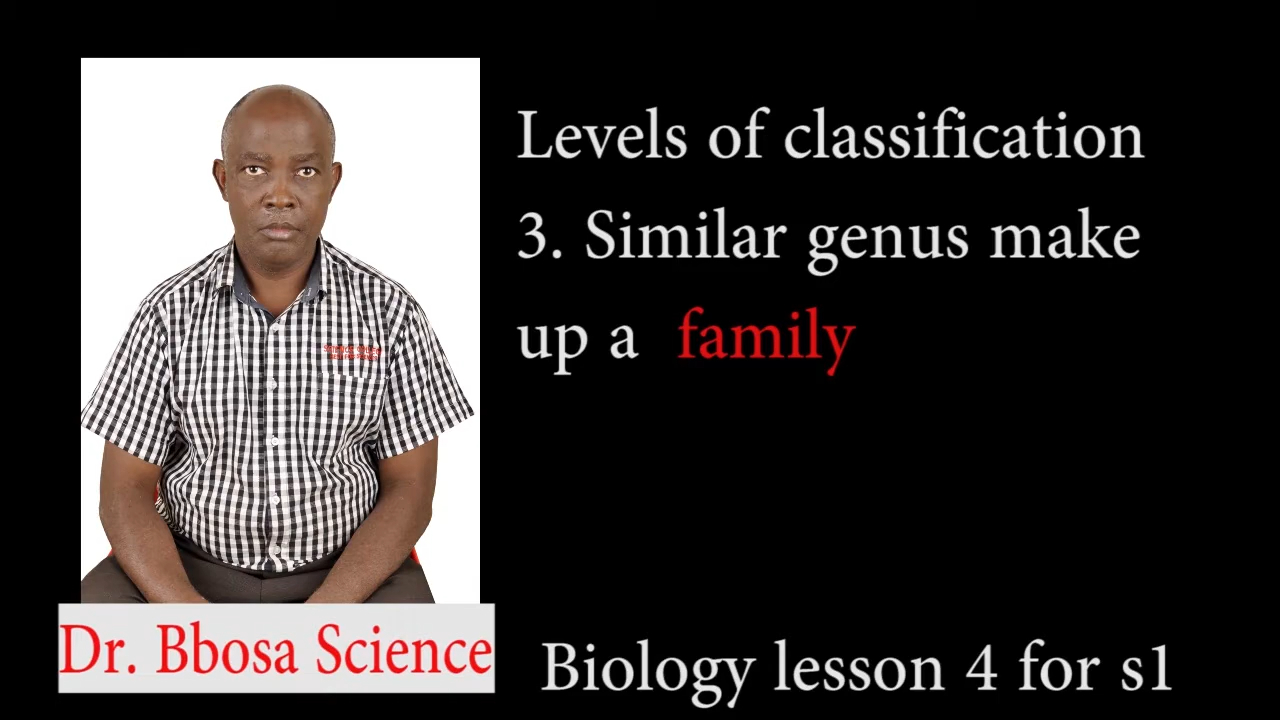 Levels of classification
3. Similar genus make
up a family
Dr. Bbosa Science
Biology lesson 4 for s1